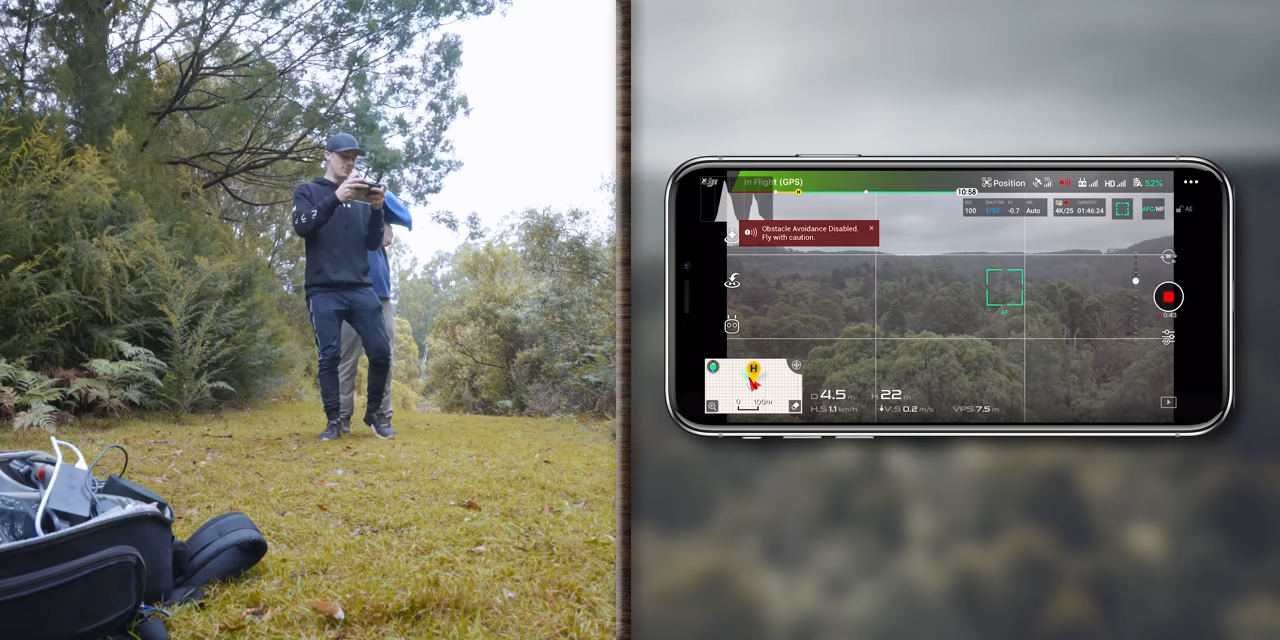 In Flight (GPS)
Position
HD
52%
10:58
ISO
100
SHUTTER
1/50
EV
-0.7
WB
Auto
4K/25
CAPACITY
01:46:24
AFC/MF
AE
Obstacle Avoidance Disabled.
Fly with caution.
AF
0:43
H
0 100m
D 4.5 m H 22 m
H.S 1.1 km/h V.S 0.2 m/s VPS 7.5 m